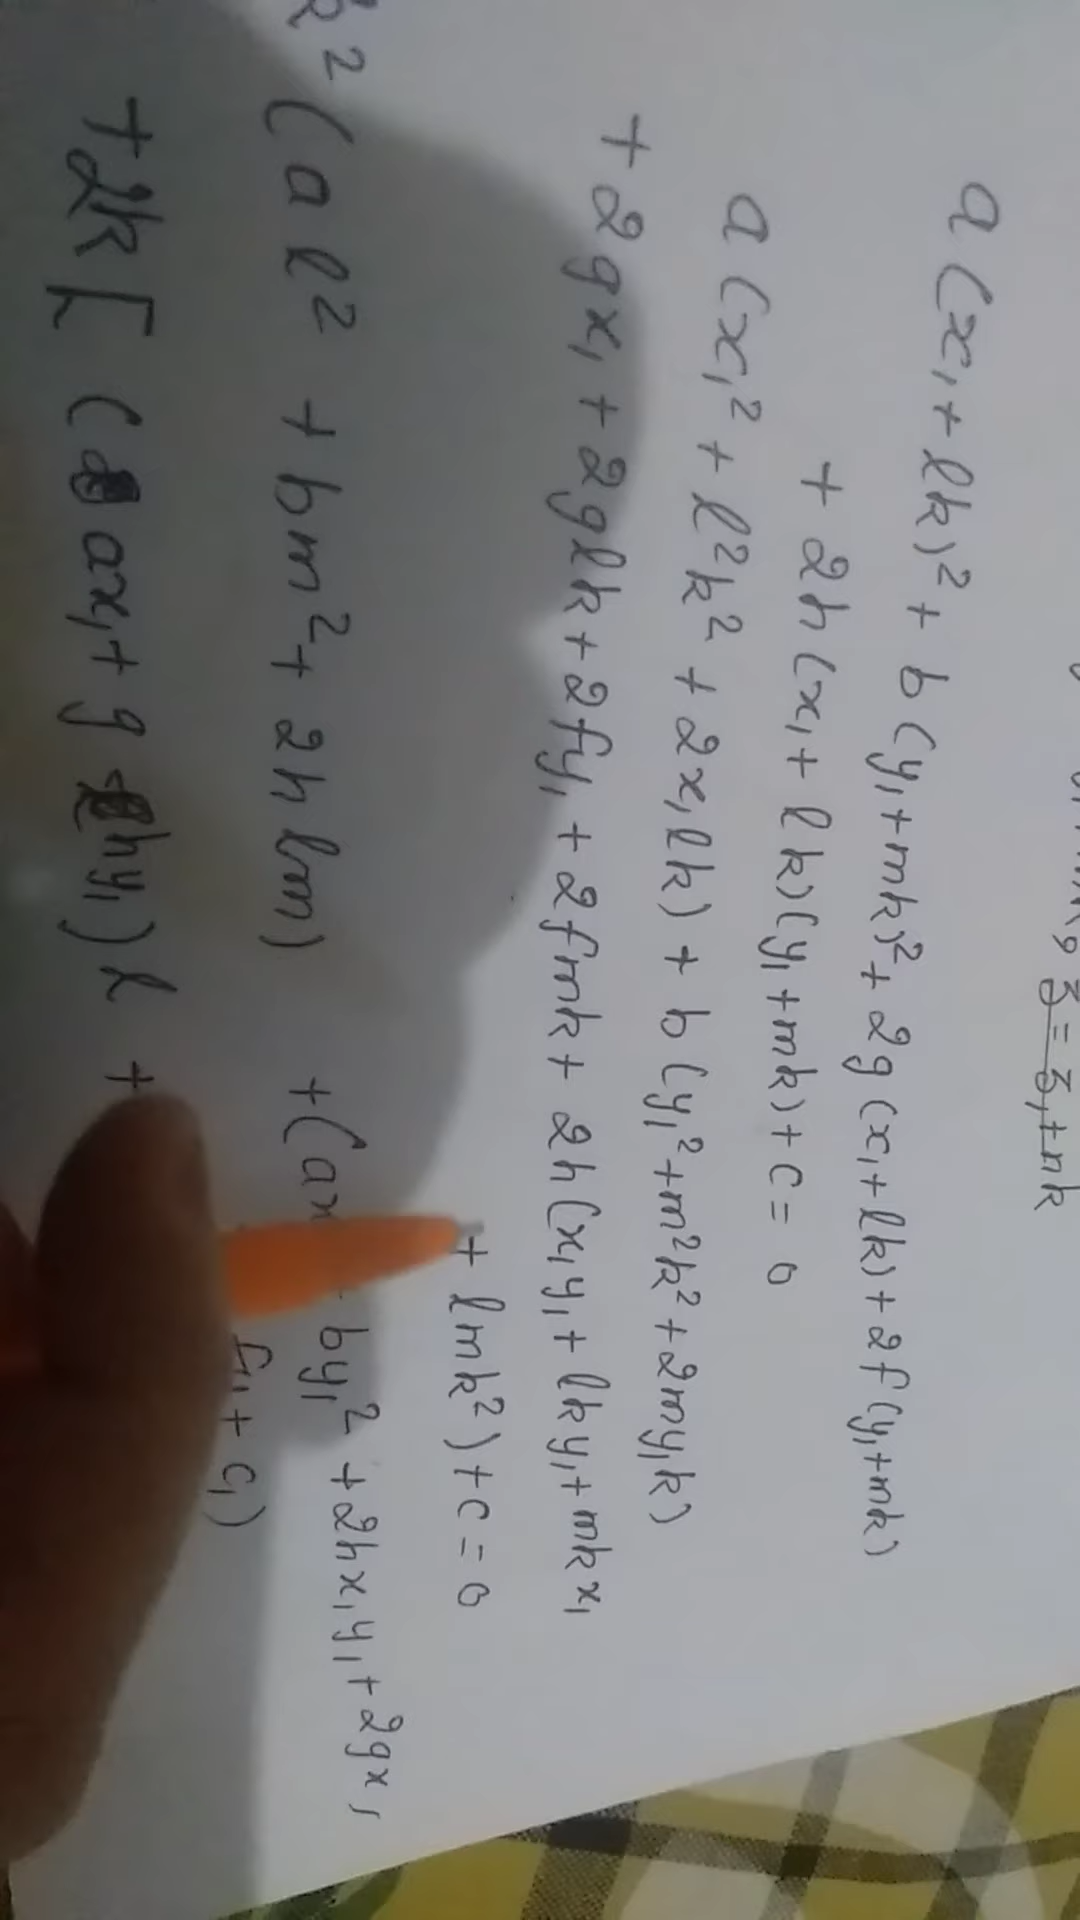 z = z₁ + nk
a (x₁ + lk)² + b (y₁ + mk)² + 2g (x₁ + lk) + 2f (y₁ + mk)
+ 2h (x₁ + lk) (y₁ + mk) + c = 0
a (x₁² + l²k² + 2x₁lk) + b (y₁² + m²k² + 2my₁k)
+ 2gx₁ + 2glk + 2fy₁ + 2fmk + 2h (x₁y₁ + lky₁ + mkx₁
+ lmk²) + c = 0
k² (al² + bm² + 2hlm) + (ax by₁² + 2hx₁y₁ + 2gx₁
+ c₁)
+ 2k [ (ax₁ + g hy₁) l +